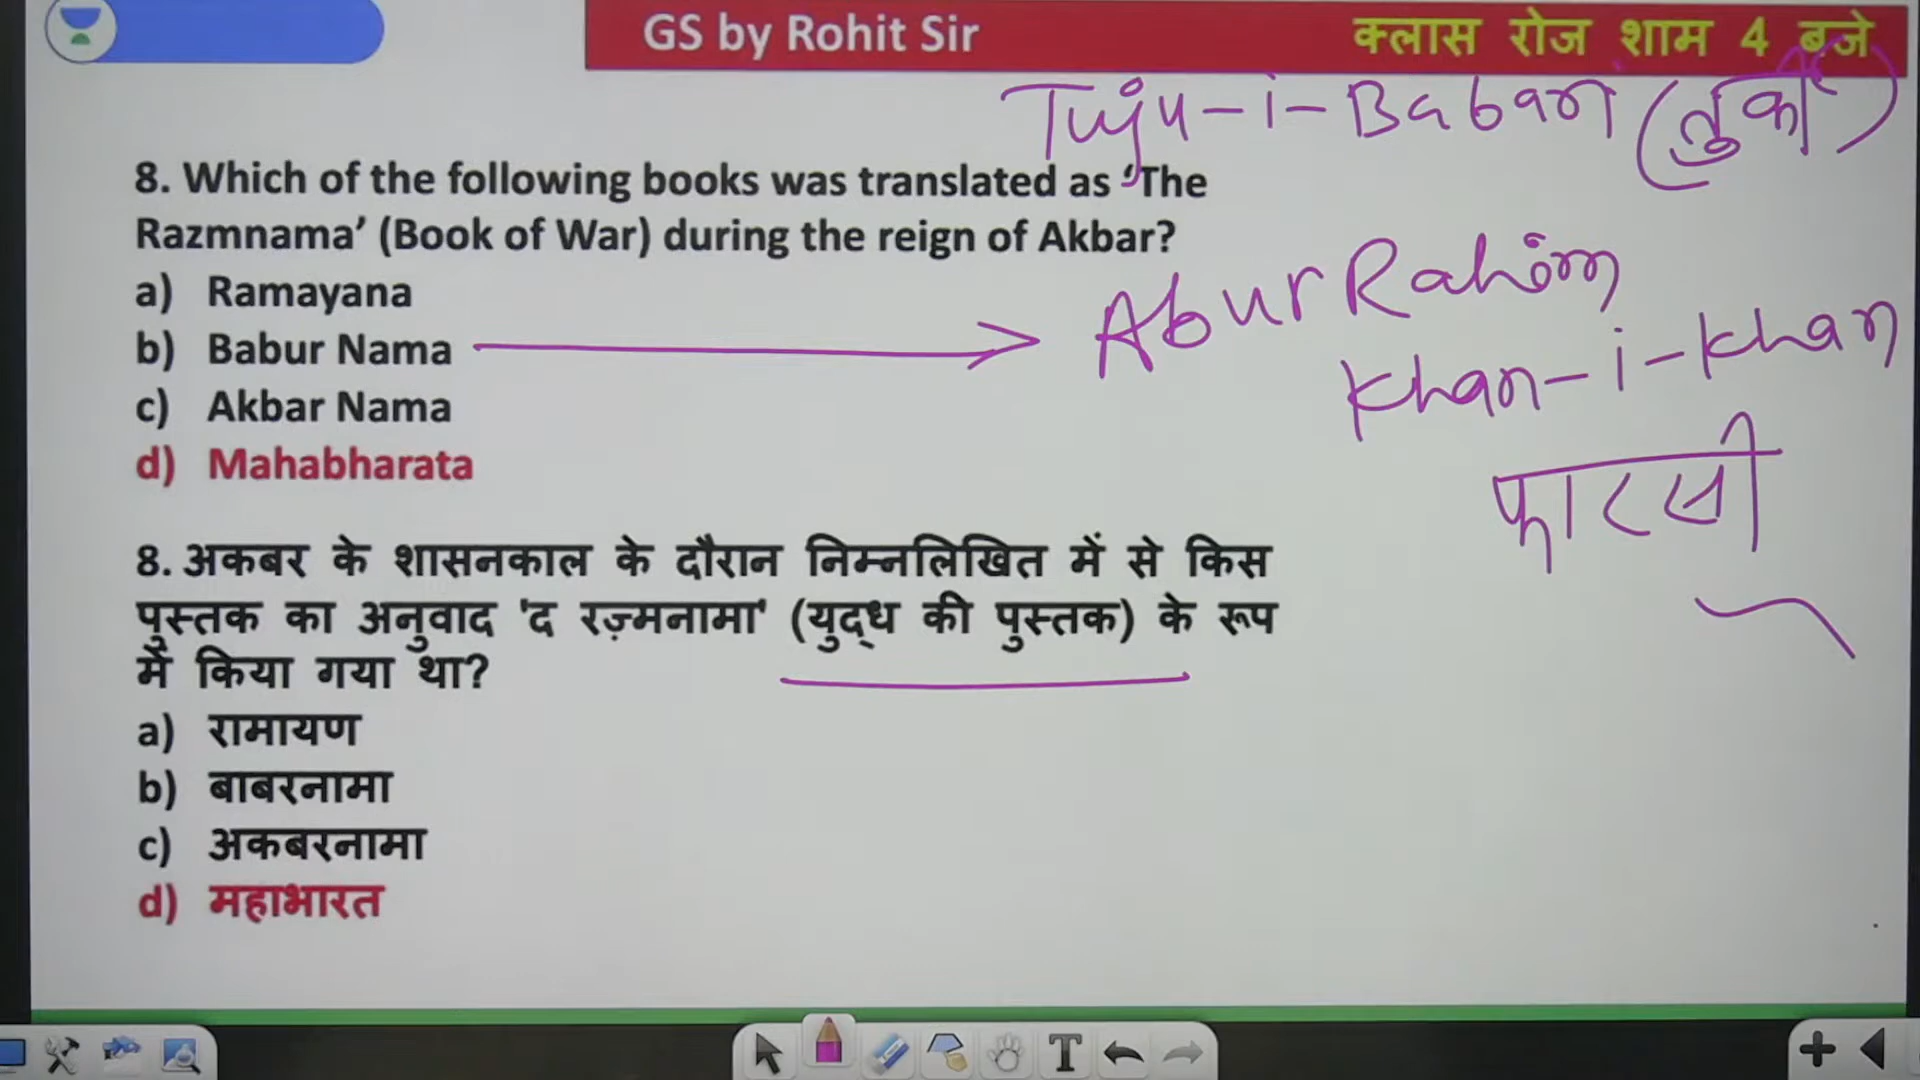 GS by Rohit Sir
क्लास रोज शाम 4 बजे
Tuju-i-Babari (तुर्की)
8. Which of the following books was translated as ‘The
Razmnama’ (Book of War) during the reign of Akbar?
a) Ramayana
b) Babur Nama
c) Akbar Nama
d) Mahabharata
Abur Rahim
Khan-i-Khan
फारसी
8. अकबर के शासनकाल के दौरान निम्नलिखित में से किस
पुस्तक का अनुवाद 'द रज़्मनामा' (युद्ध की पुस्तक) के रूप
में किया गया था?
a) रामायण
b) बाबरनामा
c) अकबरनामा
d) महाभारत
T